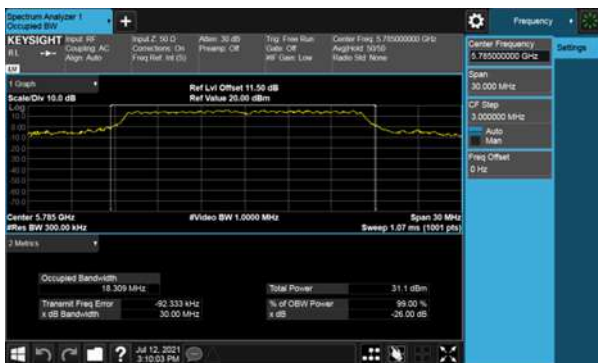 Spectrum Analyzer 1
Occupied BW
Frequency
KEYSIGHT
Input: RF
Coupling: AC
Align: Auto
Input Z: 50 Ω
Corrections: On
Freq Ref: Int (S)
Atten: 30 dB
Preamp: Off
Trig: Free Run
Gate: Off
#IF Gain: Low
Center Freq: 5.785000000 GHz
Avg|Hold: 50/50
Radio Std: None
Center Frequency
5.785000000 GHz
Settings
Span
30.000 MHz
CF Step
3.000000 MHz
Auto
Man
Freq Offset
0 Hz
1 Graph
Scale/Div 10.0 dB
Ref Lvl Offset 11.50 dB
Ref Value 20.00 dBm
Log
10.0
0.00
Center 5.785 GHz
#Res BW 300.00 kHz
#Video BW 1.0000 MHz
Span 30 MHz
Sweep 1.07 ms (1001 pts)
2 Metrics
Occupied Bandwidth
18.309 MHz
Total Power
31.1 dBm
Transmit Freq Error
-92.333 kHz
% of OBW Power
99.00 %
x dB Bandwidth
30.00 MHz
x dB
-26.00 dB
Jul 12, 2021
3:10:03 PM